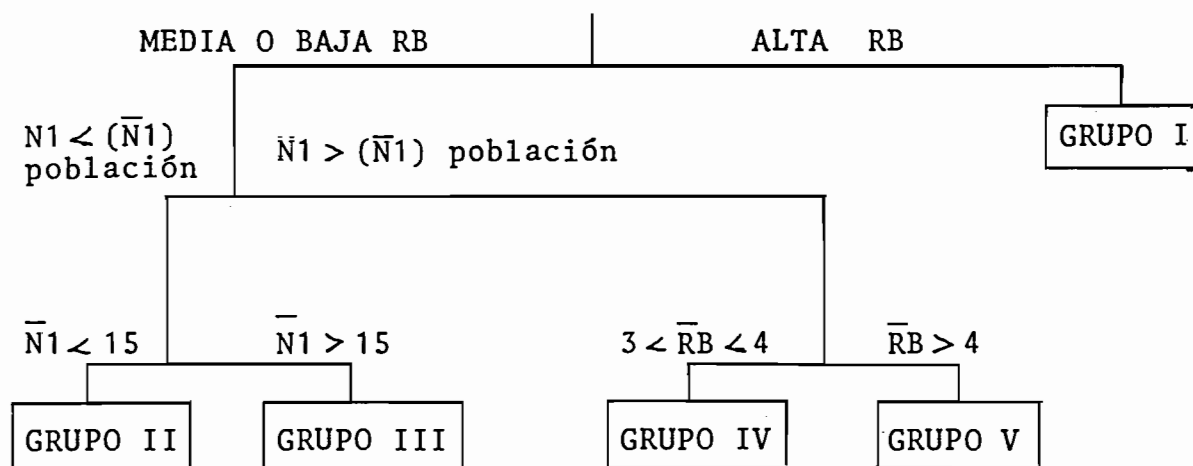 MEDIA O BAJA RB
ALTA RB
N1 < (N̅1)
población
N1 > (N̅1) población
GRUPO I
N̅1 < 15
N̅1 > 15
3 < R̅B < 4
R̅B > 4
GRUPO II
GRUPO III
GRUPO IV
GRUPO V